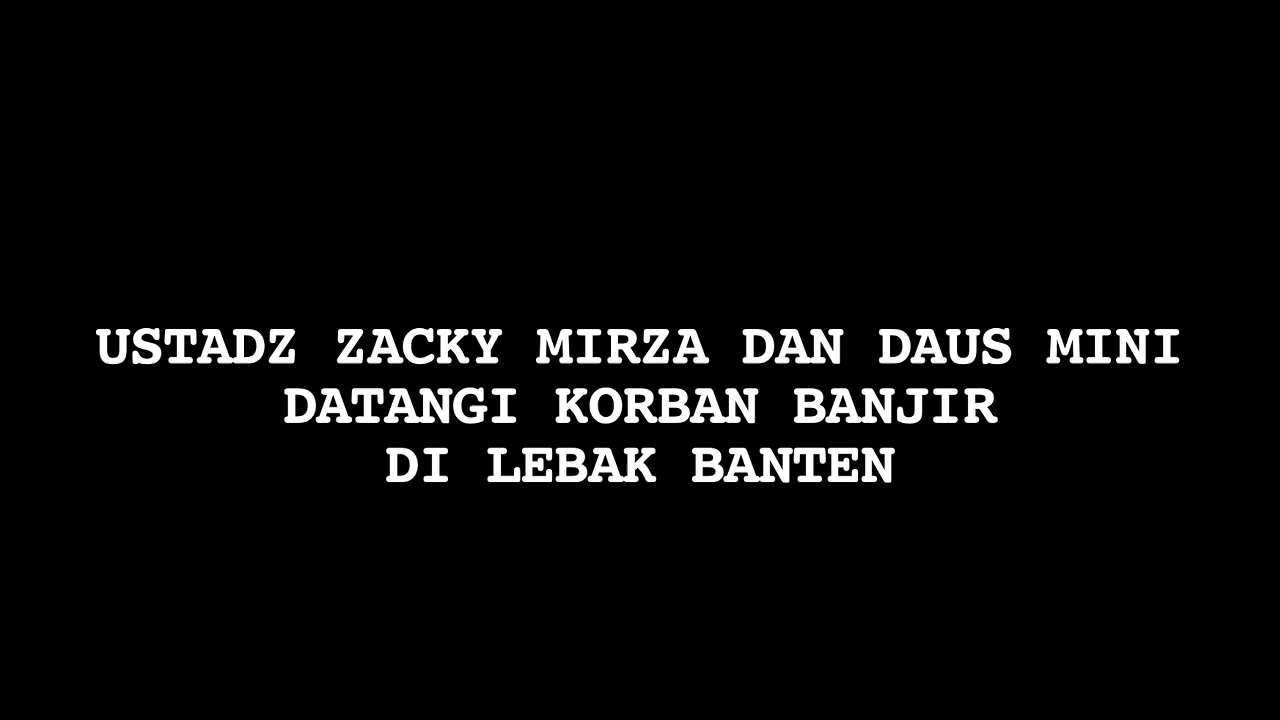 USTADZ ZACKY MIRZA DAN DAUS MINI
DATANGI KORBAN BANJIR
DI LEBAK BANTEN